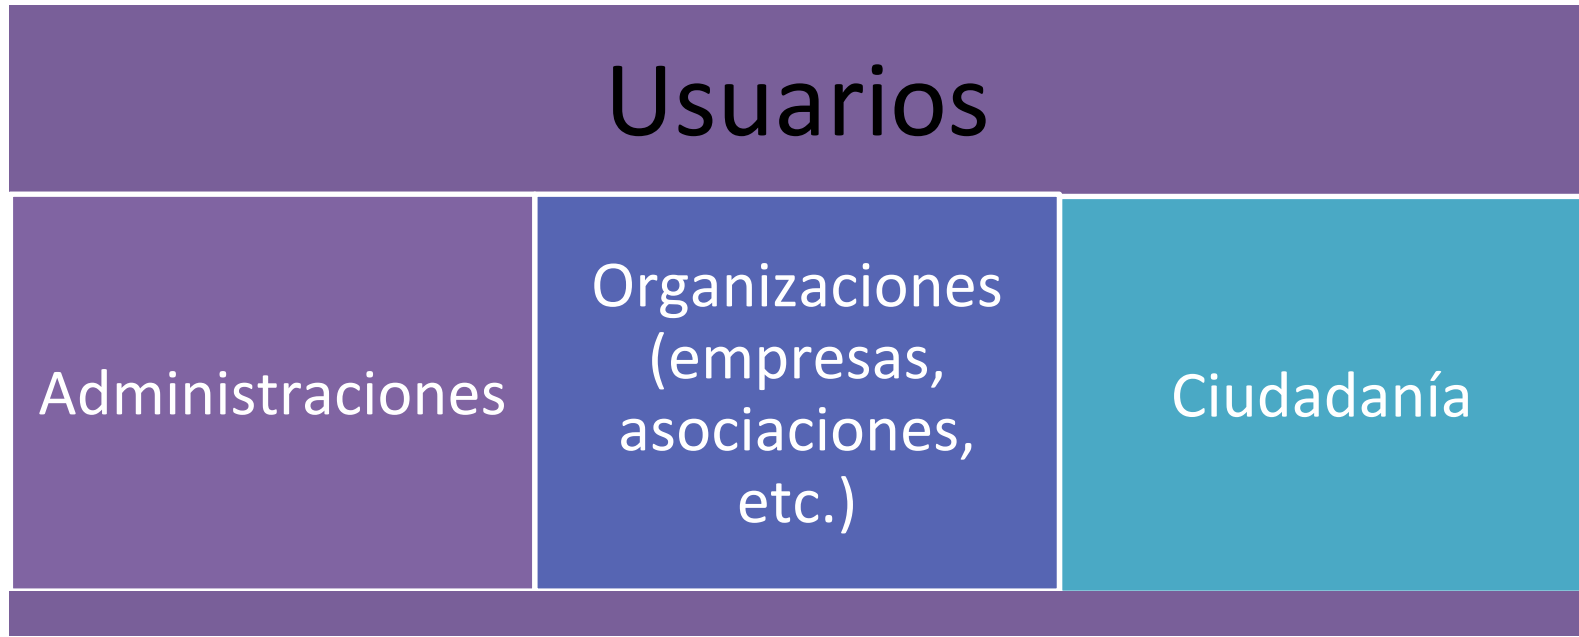 Usuarios
Administraciones
Organizaciones
(empresas,
asociaciones,
etc.)
Ciudadanía